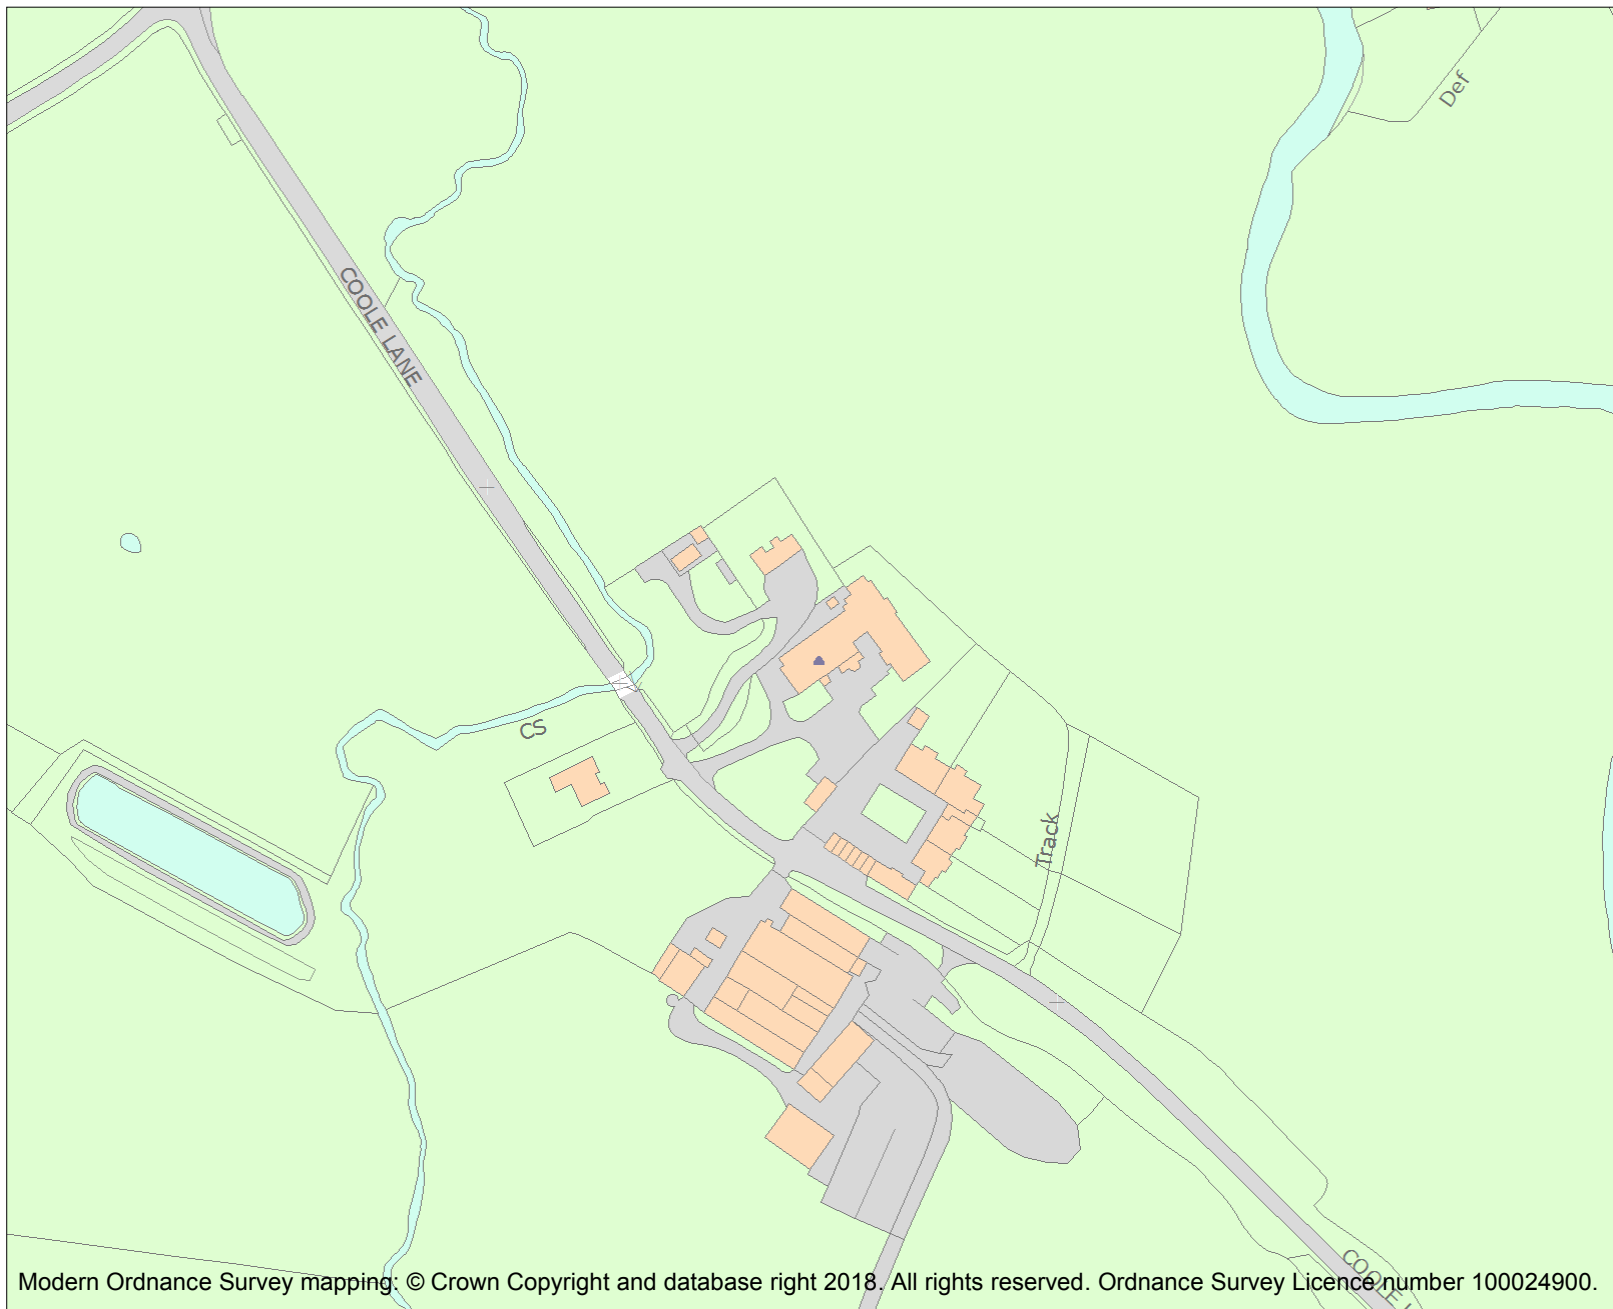 Def
COOLE LANE
CS
Track
COOLE L
Modern Ordnance Survey mapping: © Crown Copyright and database right 2018. All rights reserved. Ordnance Survey Licence number 100024900.